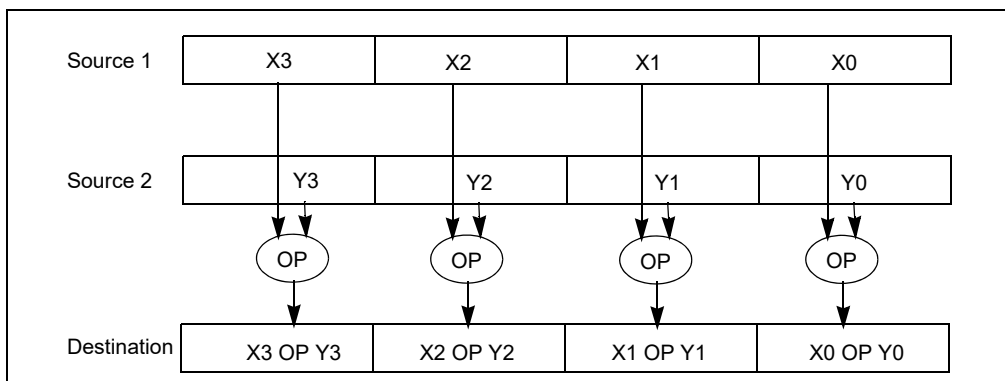 Source 1 X3 X2 X1 X0
Source 2 Y3 Y2 Y1 Y0
OP OP OP OP
Destination X3 OP Y3 X2 OP Y2 X1 OP Y1 X0 OP Y0